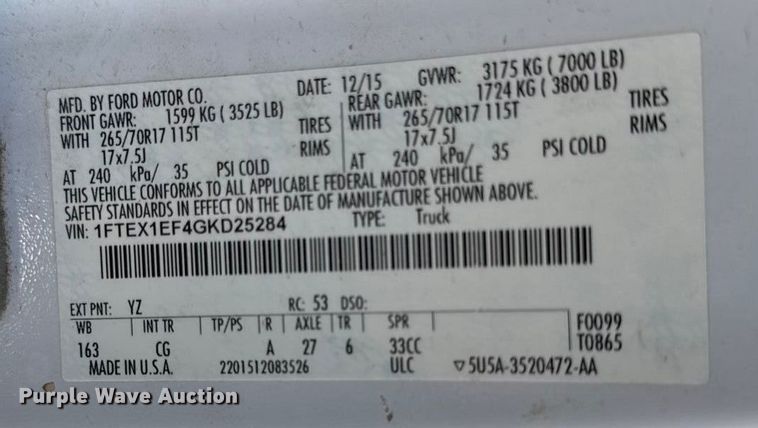 MFD. BY FORD MOTOR CO. DATE: 12/15 GVWR: 3175 KG ( 7000 LB)
FRONT GAWR: 1599 KG ( 3525 LB) REAR GAWR: 1724 KG ( 3800 LB)
WITH 265/70R17 115T TIRES WITH 265/70R17 115T TIRES
17x7.5J RIMS 17x7.5J RIMS
AT 240 kPa/ 35 PSI COLD AT 240 kPa/ 35 PSI COLD
THIS VEHICLE CONFORMS TO ALL APPLICABLE FEDERAL MOTOR VEHICLE
SAFETY STANDARDS IN EFFECT ON THE DATE OF MANUFACTURE SHOWN ABOVE.
VIN: 1FTEX1EF4GKD25284 TYPE: Truck
EXT PNT: YZ RC: 53 DSO:
WB INT TR TP/PS R AXLE TR SPR F0099
163 CG A 27 6 33CC T0865
MADE IN U.S.A. 2201512083526 ULC ▽5U5A-3520472-AA
Purple Wave Auction